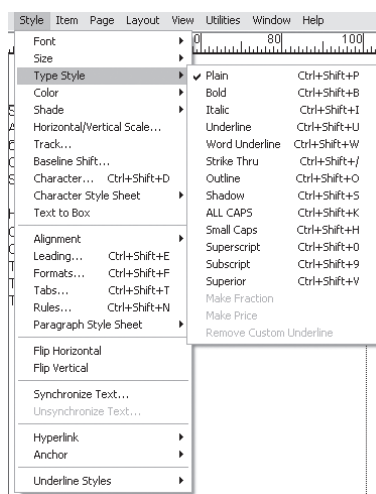 Style Item Page Layout View Utilities Window Help
80 100
Font
Size
Type Style
Color
Shade
Horizontal/Vertical Scale...
Track...
Baseline Shift...
Character... Ctrl+Shift+D
Character Style Sheet
Text to Box
Alignment
Leading... Ctrl+Shift+E
Formats... Ctrl+Shift+F
Tabs... Ctrl+Shift+T
Rules... Ctrl+Shift+N
Paragraph Style Sheet
Flip Horizontal
Flip Vertical
Synchronize Text...
Unsynchronize Text...
Hyperlink
Anchor
Underline Styles
Plain Ctrl+Shift+P
Bold Ctrl+Shift+B
Italic Ctrl+Shift+I
Underline Ctrl+Shift+U
Word Underline Ctrl+Shift+W
Strike Thru Ctrl+Shift+/
Outline Ctrl+Shift+O
Shadow Ctrl+Shift+S
ALL CAPS Ctrl+Shift+K
Small Caps Ctrl+Shift+H
Superscript Ctrl+Shift+0
Subscript Ctrl+Shift+9
Superior Ctrl+Shift+V
Make Fraction
Make Price
Remove Custom Underline